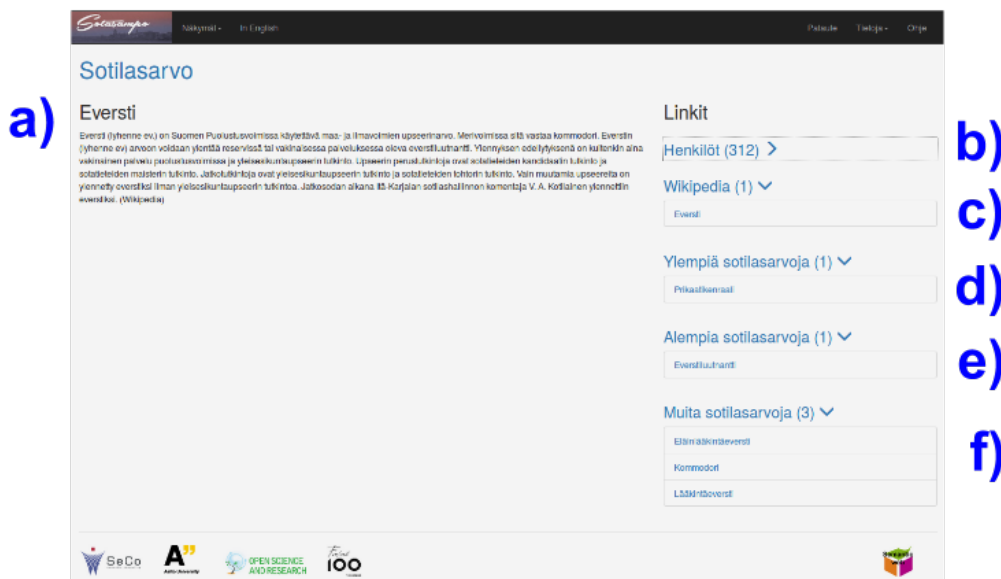 Sotasampo Näkymät In English Palaute Tietoja Ohje
Sotilasarvo
a)
Eversti
Eversti (lyhenne ev.) on Suomen Puolustusvoimissa käytettävä maa- ja ilmavoimien upseerinarvo. Merivoimissa sitä vastaa kommodori. Everstin
(lyhenne ev) arvoon voidaan ylentää reservissä tai vakinaisessa palveluksessa oleva everstiluutnantti. Ylennyksen edellytyksenä on kuitenkin aina
vakinainen palvelu puolustusvoimissa ja yleisesikuntaupseerin tutkinto. Upseerin perustutkintoja ovat sotatieteiden kandidaatin tutkinto ja
sotatieteiden maisterin tutkinto. Jatkotutkintoja ovat yleisesikuntaupseerin tutkinto ja sotatieteiden tohtorin tutkinto. Vain muutamia upseereita on
ylennetty everstiksi ilman yleisesikuntaupseerin tutkintoa. Jatkosodan aikana Itä-Karjalan sotilashallinnon komentaja V. A. Kotilainen ylennettiin
everstiksi. (Wikipedia)
Linkit
Henkilöt (312)
b)
Wikipedia (1)
c)
Eversti
Ylempiä sotilasarvoja (1)
d)
Prikaatikenraali
Alempia sotilasarvoja (1)
e)
Everstiluutnantti
Muita sotilasarvoja (3)
f)
Eläinlääkintäeversti
Kommodori
Lääkintäeversti
SeCo A” Aalto University OPEN SCIENCE AND RESEARCH Finland 100